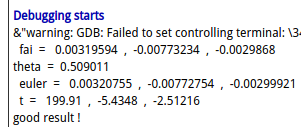 Debugging starts
&"warning: GDB: Failed to set controlling terminal: \3
fai = 0.00319594 , -0.00773234 , -0.0029868
theta = 0.509011
euler = 0.00320755 , -0.00772754 , -0.00299921
t = 199.91 , -5.4348 , -2.51216
good result !